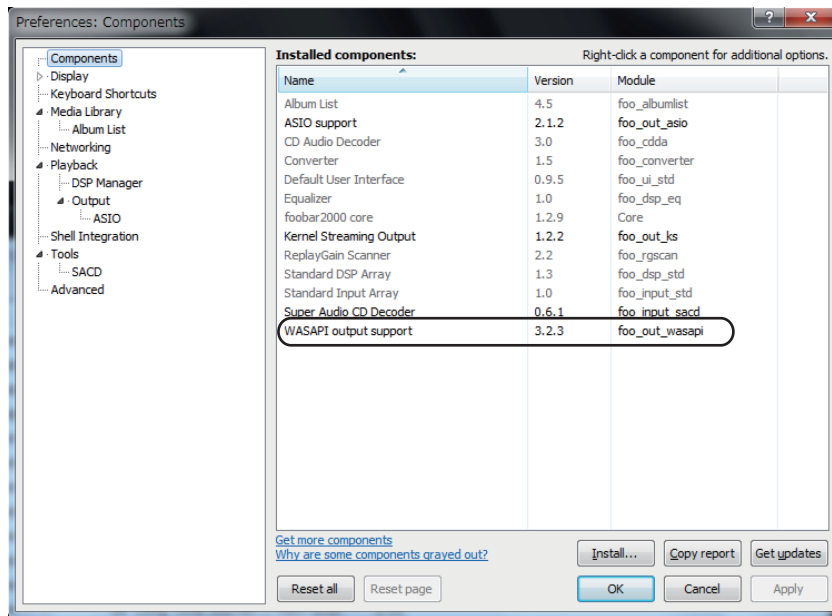 Preferences: Components
?
X
Components
Display
Keyboard Shortcuts
Media Library
Album List
Networking
Playback
DSP Manager
Output
ASIO
Shell Integration
Tools
SACD
Advanced
Installed components: Right-click a component for additional options.
Name Version Module
Album List 4.5 foo_albumlist
ASIO support 2.1.2 foo_out_asio
CD Audio Decoder 3.0 foo_cdda
Converter 1.5 foo_converter
Default User Interface 0.9.5 foo_ui_std
Equalizer 1.0 foo_dsp_eq
foobar2000 core 1.2.9 Core
Kernel Streaming Output 1.2.2 foo_out_ks
ReplayGain Scanner 2.2 foo_rgscan
Standard DSP Array 1.3 foo_dsp_std
Standard Input Array 1.0 foo_input_std
Super Audio CD Decoder 0.6.1 foo_input_sacd
WASAPI output support 3.2.3 foo_out_wasapi
Get more components
Why are some components grayed out?
Install... Copy report Get updates
Reset all Reset page OK Cancel Apply